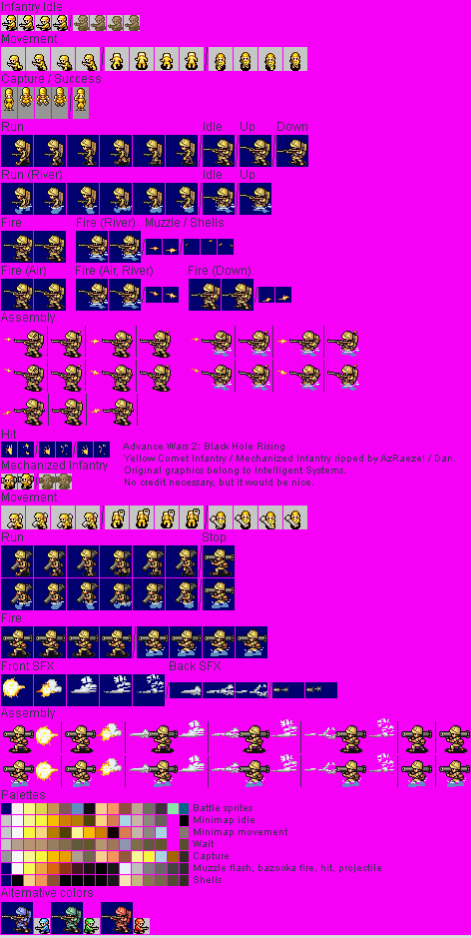 Infantry Idle
Movement
Capture / Success
Run Idle Up Down
Run (River) Idle Up
Fire Fire (River) Muzzle / Shells
Fire (Air) Fire (Air, River) Fire (Down)
Assembly
Hit
Advance Wars 2: Black Hole Rising
Yellow Comet Infantry / Mechanized Infantry ripped by AzRaezel / Dan.
Original graphics belong to Intelligent Systems.
No credit necessary, but it would be nice.
Mechanized Infantry
Movement
Run Stop
Fire
Front SFX Back SFX
Assembly
Palettes
Battle sprites
Minimap idle
Minimap movement
Wait
Capture
Muzzle flash, bazooka fire, hit, projectile
Shells
Alternative colors